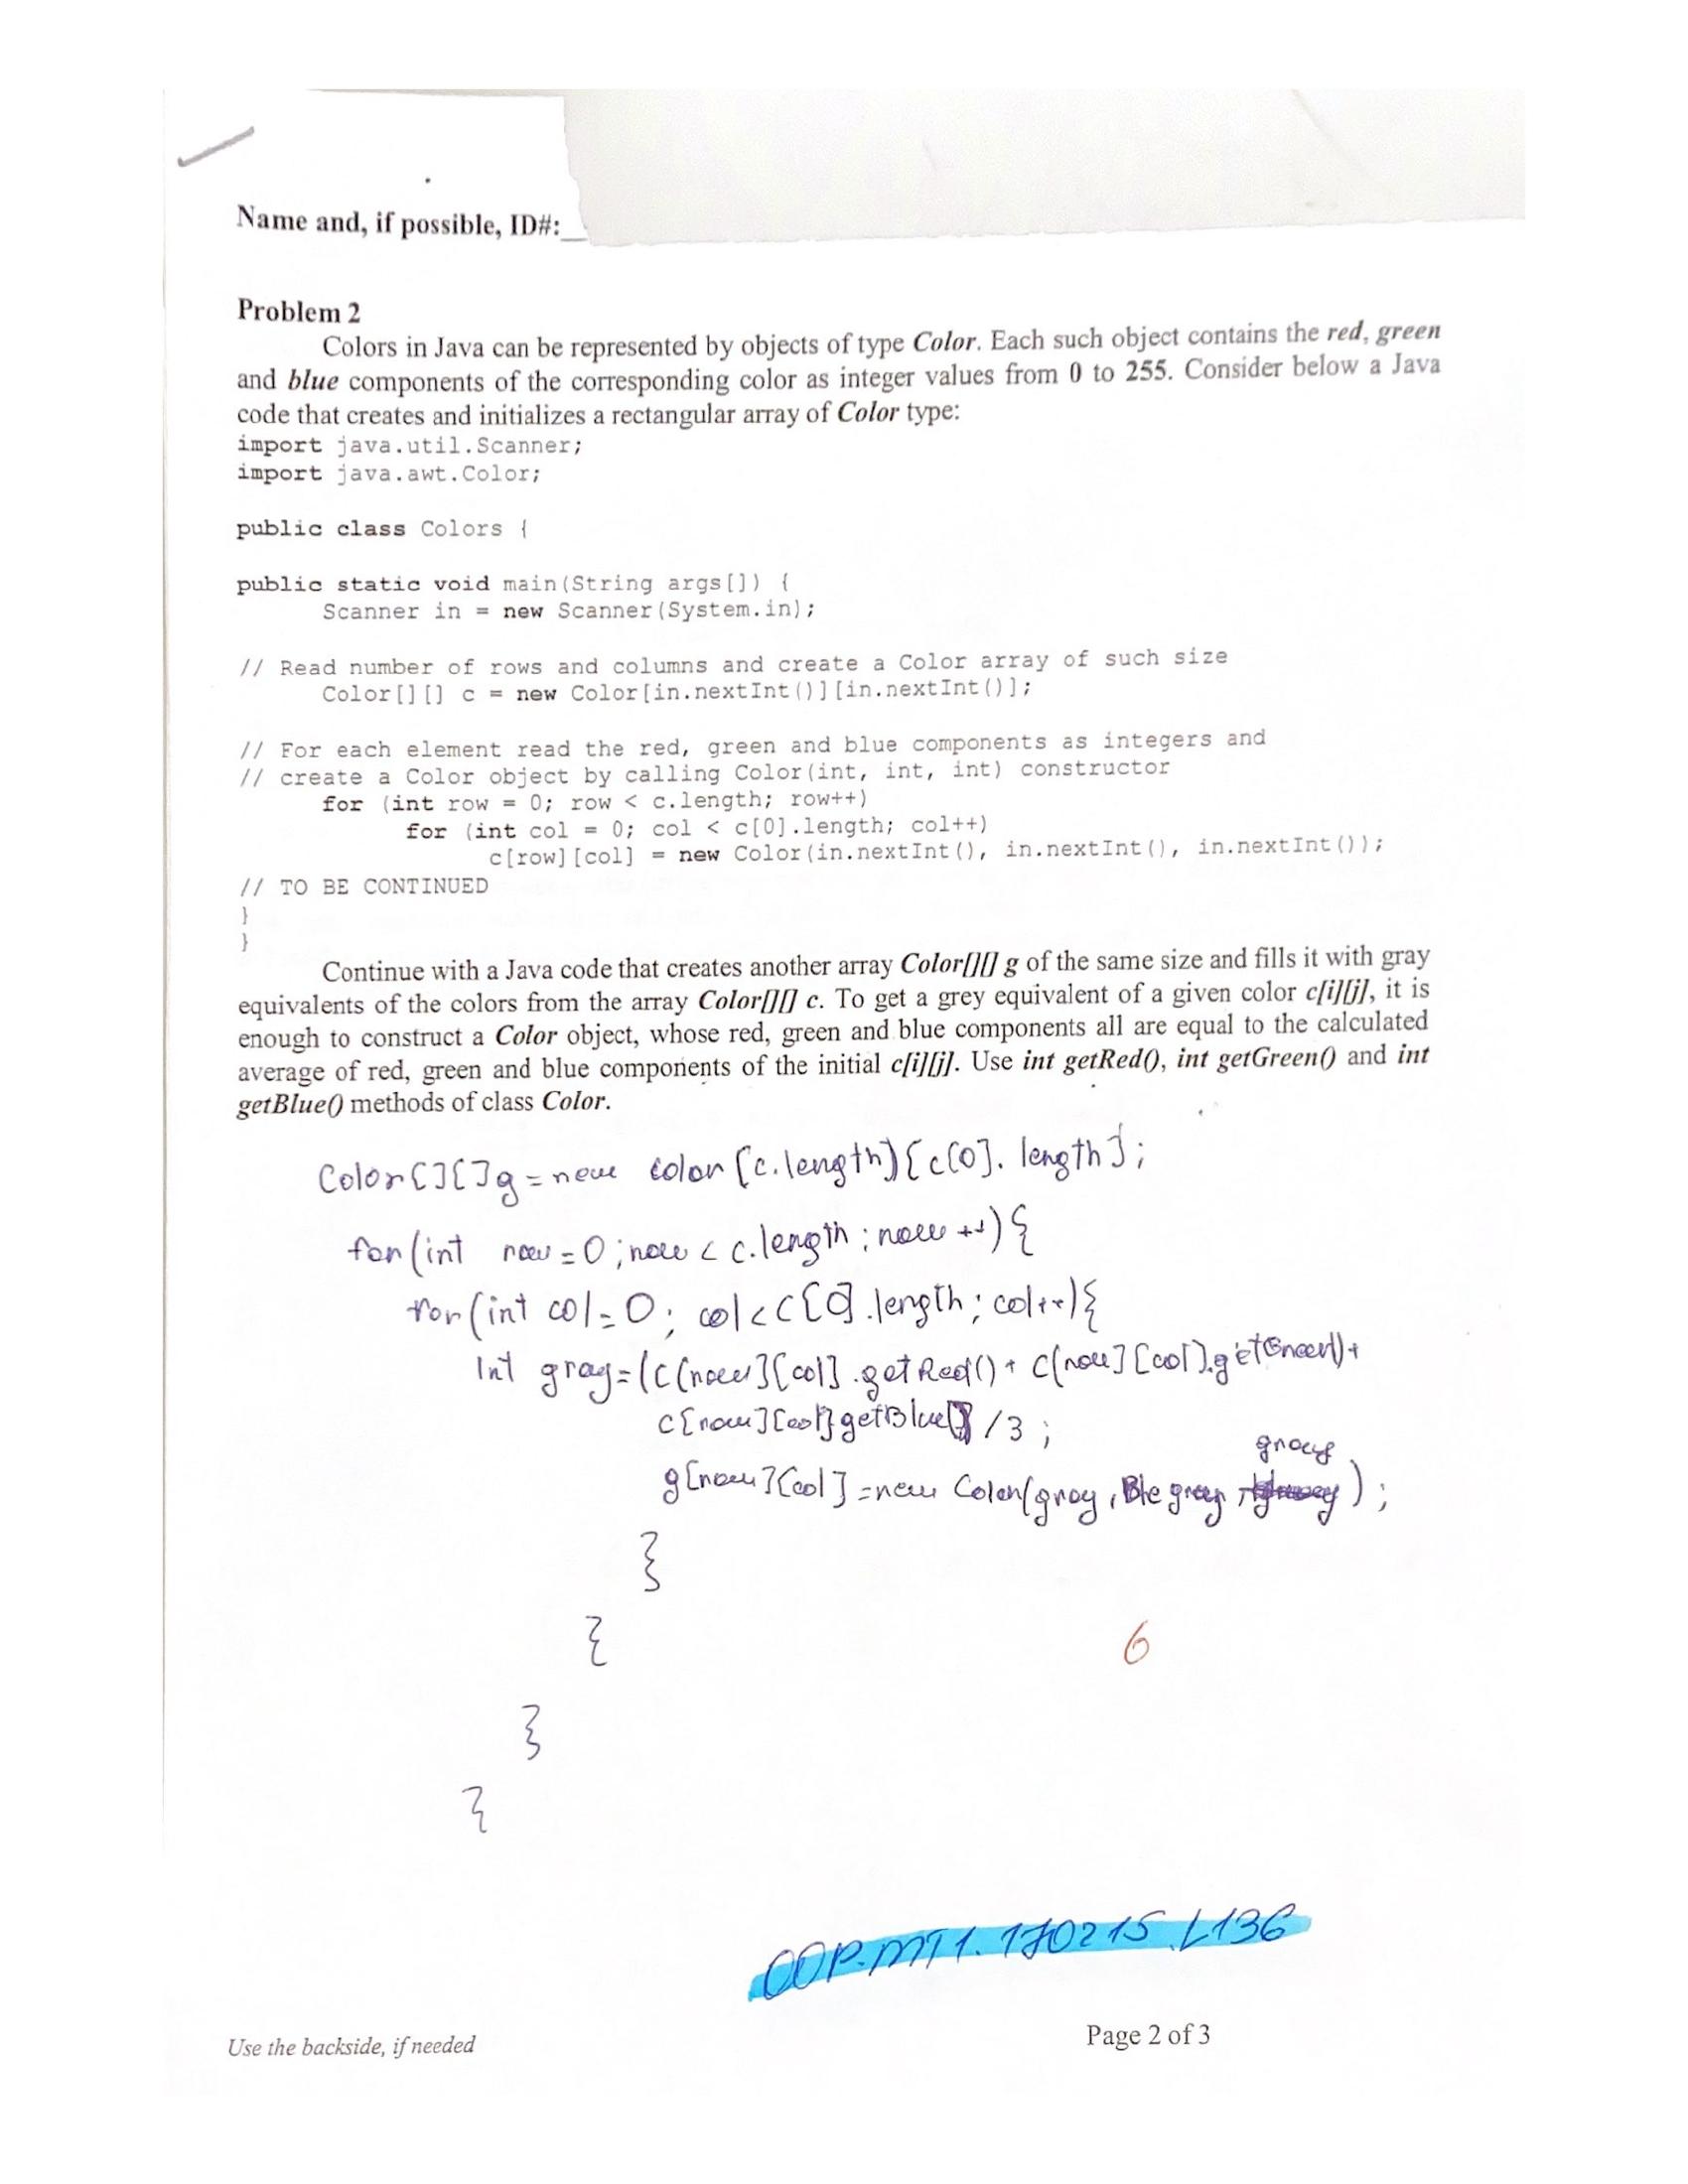 Name and, if possible, ID#:_
Problem 2
Colors in Java can be represented by objects of type Color. Each such object contains the red, green
and blue components of the corresponding color as integer values from 0 to 255. Consider below a Java
code that creates and initializes a rectangular array of Color type:
import java.util.Scanner;
import java.awt.Color;
public class Colors {
public static void main(String args[]) {
Scanner in = new Scanner(System.in);
// Read number of rows and columns and create a Color array of such size
Color[][] c = new Color[in.nextInt()][in.nextInt()];
// For each element read the red, green and blue components as integers and
// create a Color object by calling Color(int, int, int) constructor
for (int row = 0; row < c.length; row++)
for (int col = 0; col < c[0].length; col++)
c[row][col] = new Color(in.nextInt(), in.nextInt(), in.nextInt());
// TO BE CONTINUED
}
}
Continue with a Java code that creates another array Color[][] g of the same size and fills it with gray
equivalents of the colors from the array Color[][] c. To get a grey equivalent of a given color c[i][j], it is
enough to construct a Color object, whose red, green and blue components all are equal to the calculated
average of red, green and blue components of the initial c[i][j]. Use int getRed(), int getGreen() and int
getBlue() methods of class Color.
Color[][]g = new color[c.length][c[0].length];
for(int row = 0; row < c.length; row++){
for(int col = 0; col < c[0].length; col++){
int gray=(c[row][col].getRed() + c[row][col].getGreen()+
c[row][col]getBlue() /3 ;
gray
g[row][col] = new Color(gray, gray, );
}
}
}
}
6
OOP.MT1.170215.L136
Use the backside, if needed
Page 2 of 3